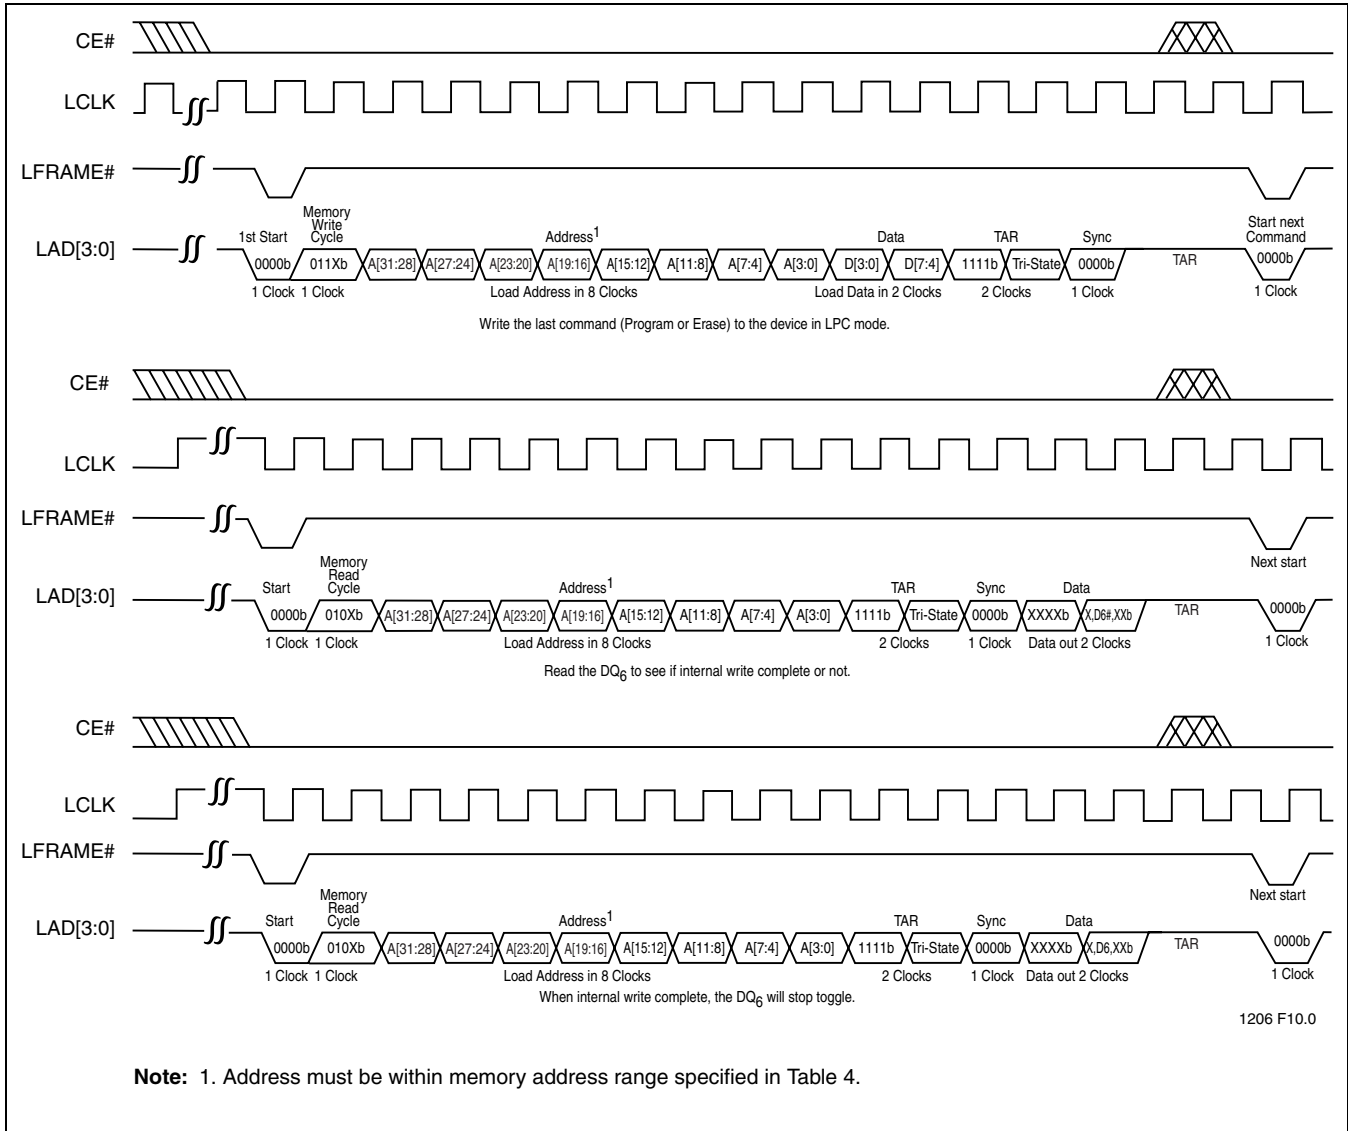 CE#
LCLK
LFRAME#
LAD[3:0]
1st Start
Memory
Write
Cycle
Address1
Data
TAR
Sync
Start next
Command
0000b 011Xb A[31:28] A[27:24] A[23:20] A[19:16] A[15:12] A[11:8] A[7:4] A[3:0] D[3:0] D[7:4] 1111b Tri-State 0000b TAR 0000b
1 Clock 1 Clock Load Address in 8 Clocks Load Data in 2 Clocks 2 Clocks 1 Clock 1 Clock
Write the last command (Program or Erase) to the device in LPC mode.
CE#
LCLK
LFRAME#
Next start
LAD[3:0]
Start
Memory
Read
Cycle
Address1
TAR
Sync
Data
0000b 010Xb A[31:28] A[27:24] A[23:20] A[19:16] A[15:12] A[11:8] A[7:4] A[3:0] 1111b Tri-State 0000b XXXXb X,D6#,XXb TAR 0000b
1 Clock 1 Clock Load Address in 8 Clocks 2 Clocks 1 Clock Data out 2 Clocks 1 Clock
Read the DQ6 to see if internal write complete or not.
CE#
LCLK
LFRAME#
Next start
LAD[3:0]
Start
Memory
Read
Cycle
Address1
TAR
Sync
Data
0000b 010Xb A[31:28] A[27:24] A[23:20] A[19:16] A[15:12] A[11:8] A[7:4] A[3:0] 1111b Tri-State 0000b XXXXb X,D6,XXb TAR 0000b
1 Clock 1 Clock Load Address in 8 Clocks 2 Clocks 1 Clock Data out 2 Clocks 1 Clock
When internal write complete, the DQ6 will stop toggle.
1206 F10.0
Note: 1. Address must be within memory address range specified in Table 4.